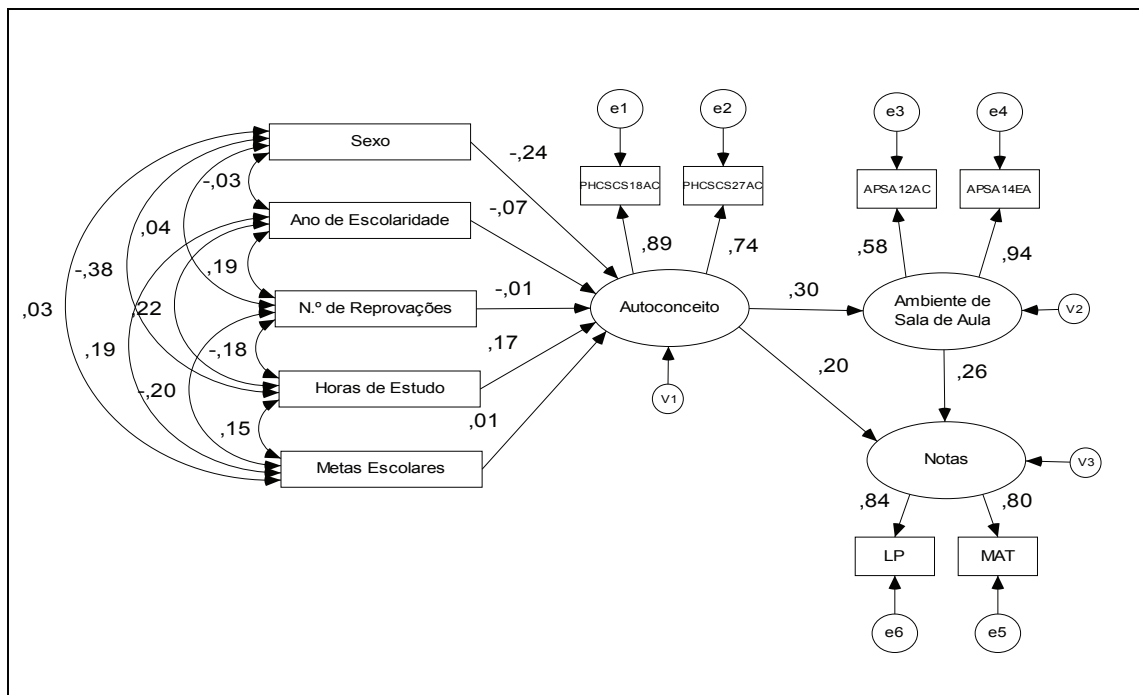 e1
e2
e3
e4
Sexo
-,24
PHCSCS18AC
PHCSCS27AC
APSA12AC
APSA14EA
-,03
-,07
Ano de Escolaridade
,04
,89
,74
,58
,94
-,38
,19
-,01
N.º de Reprovações
Autoconceito
,30
Ambiente de
Sala de Aula
V2
,03
,22
-,18
,17
,19
-,20
Horas de Estudo
,01
V1
,20
,26
,15
Metas Escolares
Notas
V3
,84
,80
LP
MAT
e6
e5